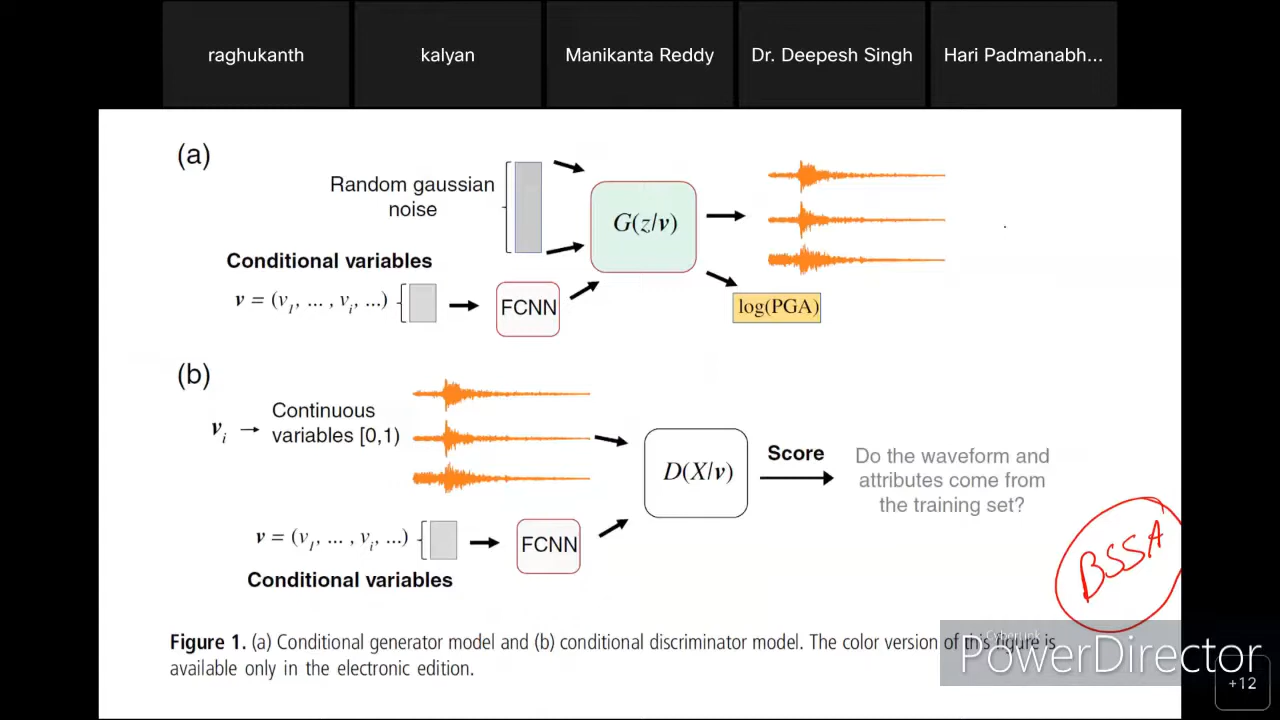 raghukanth
kalyan
Manikanta Reddy
Dr. Deepesh Singh
Hari Padmanabh...
(a)
Random gaussian
noise
G(z/v)
Conditional variables
v = (v1, ... , vi, ...)
FCNN
log(PGA)
(b)
vi → Continuous
variables [0,1)
D(X/v)
Score
Do the waveform and
attributes come from
the training set?
v = (v1, ... , vi, ...)
FCNN
Conditional variables
BSSA
Figure 1. (a) Conditional generator model and (b) conditional discriminator model. The color version of this figure is
available only in the electronic edition.
CyberLink
PowerDirector
+12